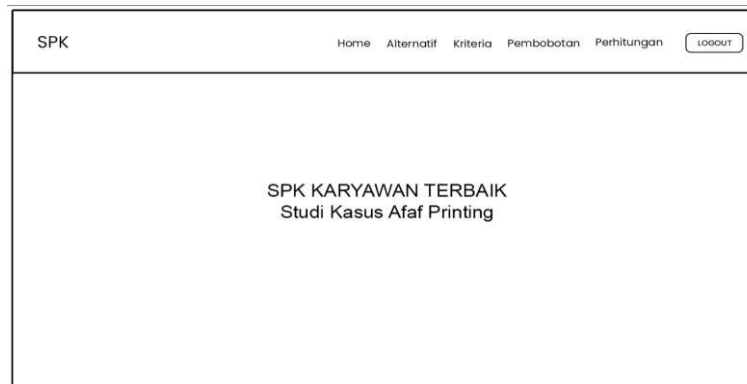 SPK Home Alternatif Kriteria Pembobotan Perhitungan LOGOUT
SPK KARYAWAN TERBAIK
Studi Kasus Afaf Printing